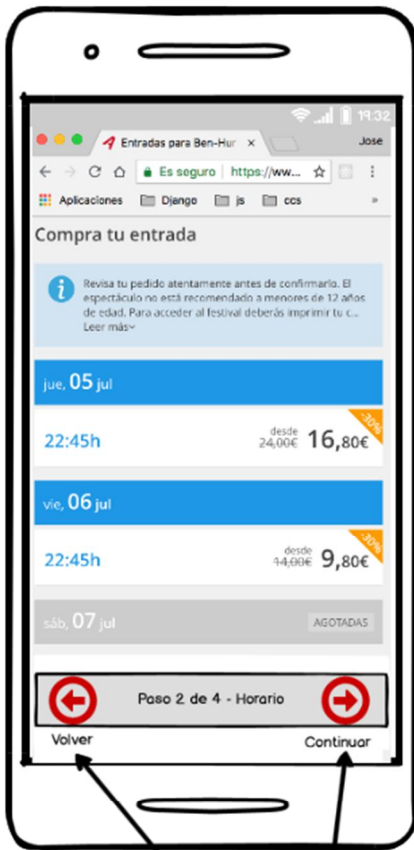 19:32
Entradas para Ben-Hur ×
Jose
Es seguro | https://ww...
Aplicaciones Django js ccs »
Compra tu entrada
Revisa tu pedido atentamente antes de confirmarlo. El
espectáculo no está recomendado a menores de 12 años
de edad. Para acceder al festival deberás imprimir tu c...
Leer más
jue, 05 jul
-30%
22:45h desde 24,00€ 16,80€
vie, 06 jul
-30%
22:45h desde 14,00€ 9,80€
sáb, 07 jul AGOTADAS
Paso 2 de 4 - Horario
Volver Continuar